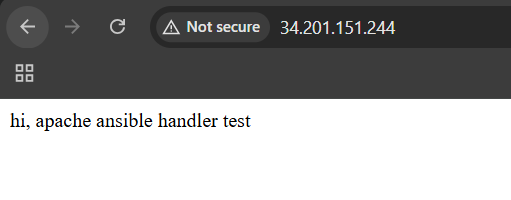 Not secure 34.201.151.244
hi, apache ansible handler test